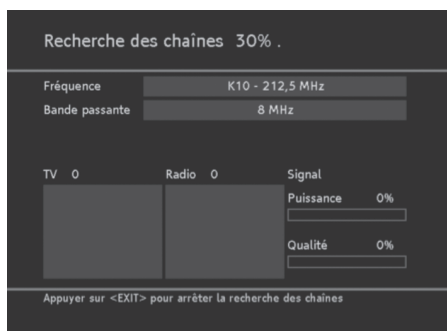 Recherche des chaînes 30% .
Fréquence K10 - 212,5 MHz
Bande passante 8 MHz
TV 0 Radio 0 Signal
Puissance 0%
Qualité 0%
Appuyer sur <EXIT> pour arrêter la recherche des chaînes